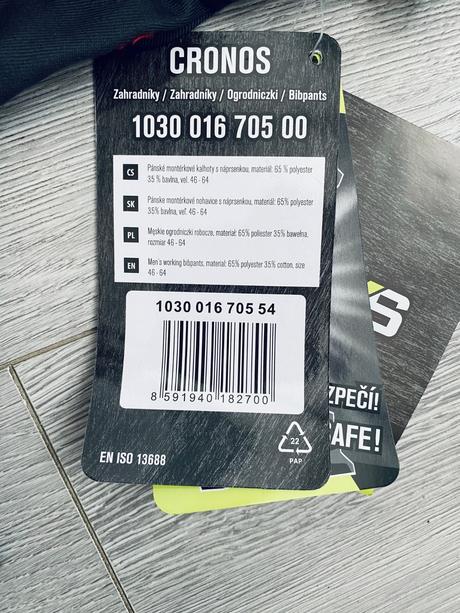 CRONOS
Zahradníky / Zahradníky / Ogrodniczki / Bibpants
1030 016 705 00
CS
Pánské montérkové kalhoty s náprsenkou, materiál: 65 % polyester
35 % bavlna, vel. 46 - 64
SK
Pánske montérkové nohavice s náprsenkou, materiál: 65% polyester
35% bavlna, veľ. 46 - 64
PL
Męskie ogrodniczki robocze, materiał: 65% poliester 35% bawełna,
rozmiar 46 - 64
EN
Men's working bibpants, material: 65% polyester 35% cotton, size
46 - 64
1030 016 705 54
8 591940 182700
EN ISO 13688
22
PAP
ZPEČÍ!
AFE!
S